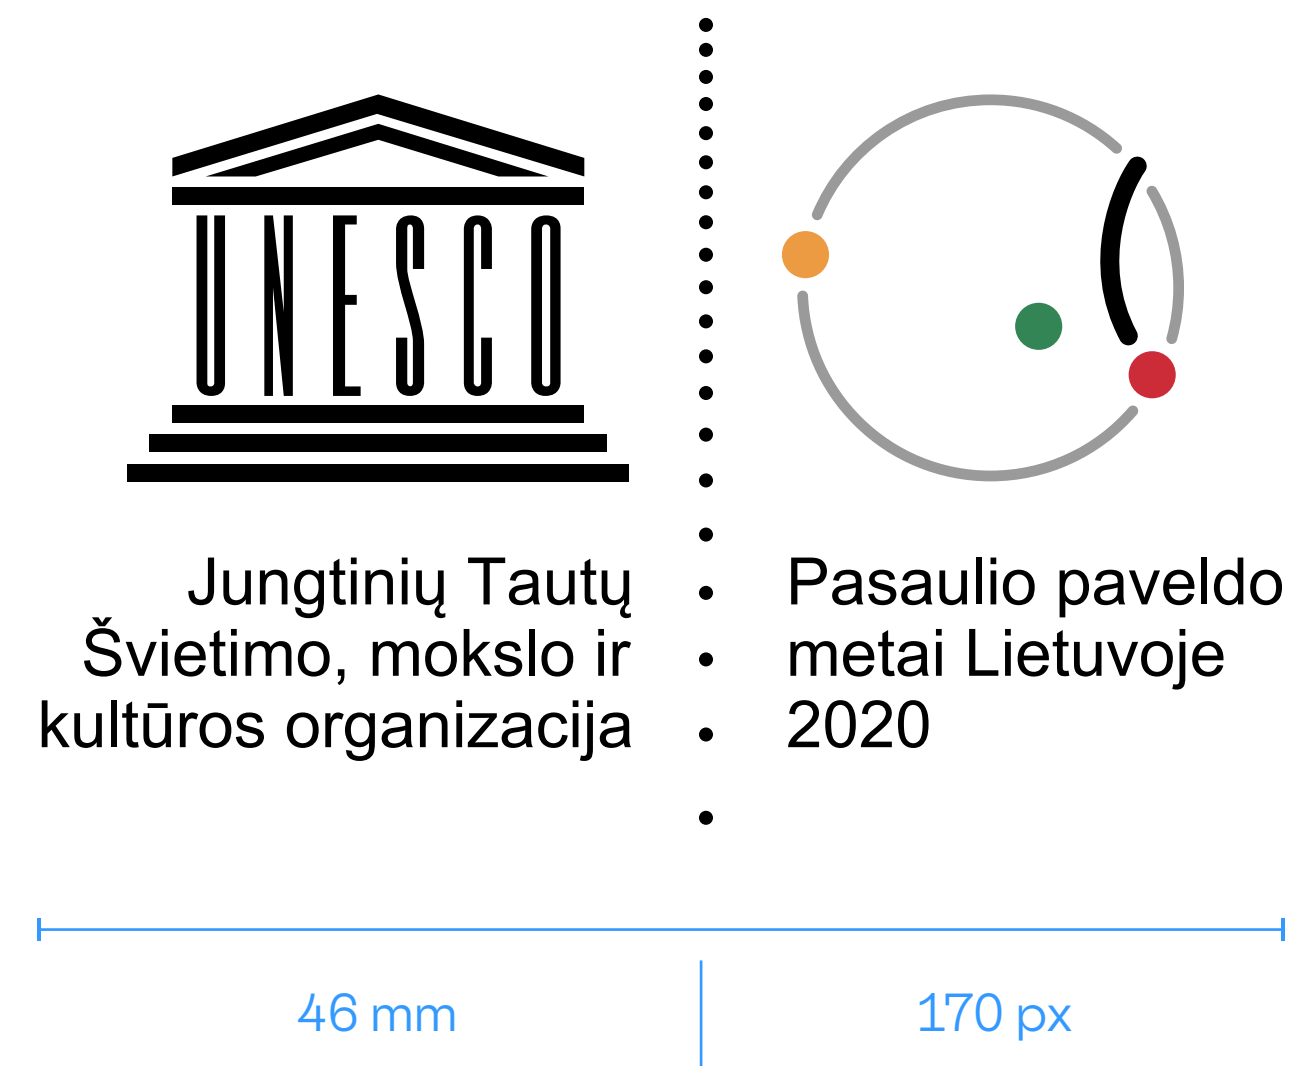 UNESCO
Jungtinių Tautų
Švietimo, mokslo ir
kultūros organizacija
Pasaulio paveldo
metai Lietuvoje
2020
46 mm
170 px